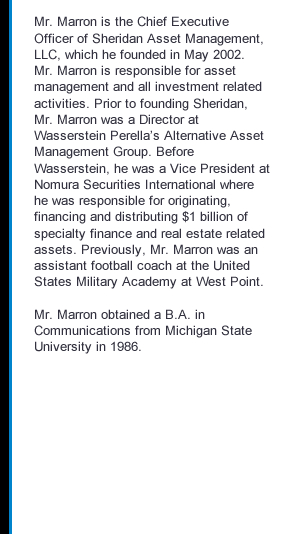 Mr. Marron is the Chief Executive
Officer of Sheridan Asset Management,
LLC, which he founded in May 2002.
Mr. Marron is responsible for asset
management and all investment related
activities. Prior to founding Sheridan,
Mr. Marron was a Director at
Wasserstein Perella’s Alternative Asset
Management Group. Before
Wasserstein, he was a Vice President at
Nomura Securities International where
he was responsible for originating,
financing and distributing $1 billion of
specialty finance and real estate related
assets. Previously, Mr. Marron was an
assistant football coach at the United
States Military Academy at West Point.

Mr. Marron obtained a B.A. in
Communications from Michigan State
University in 1986.